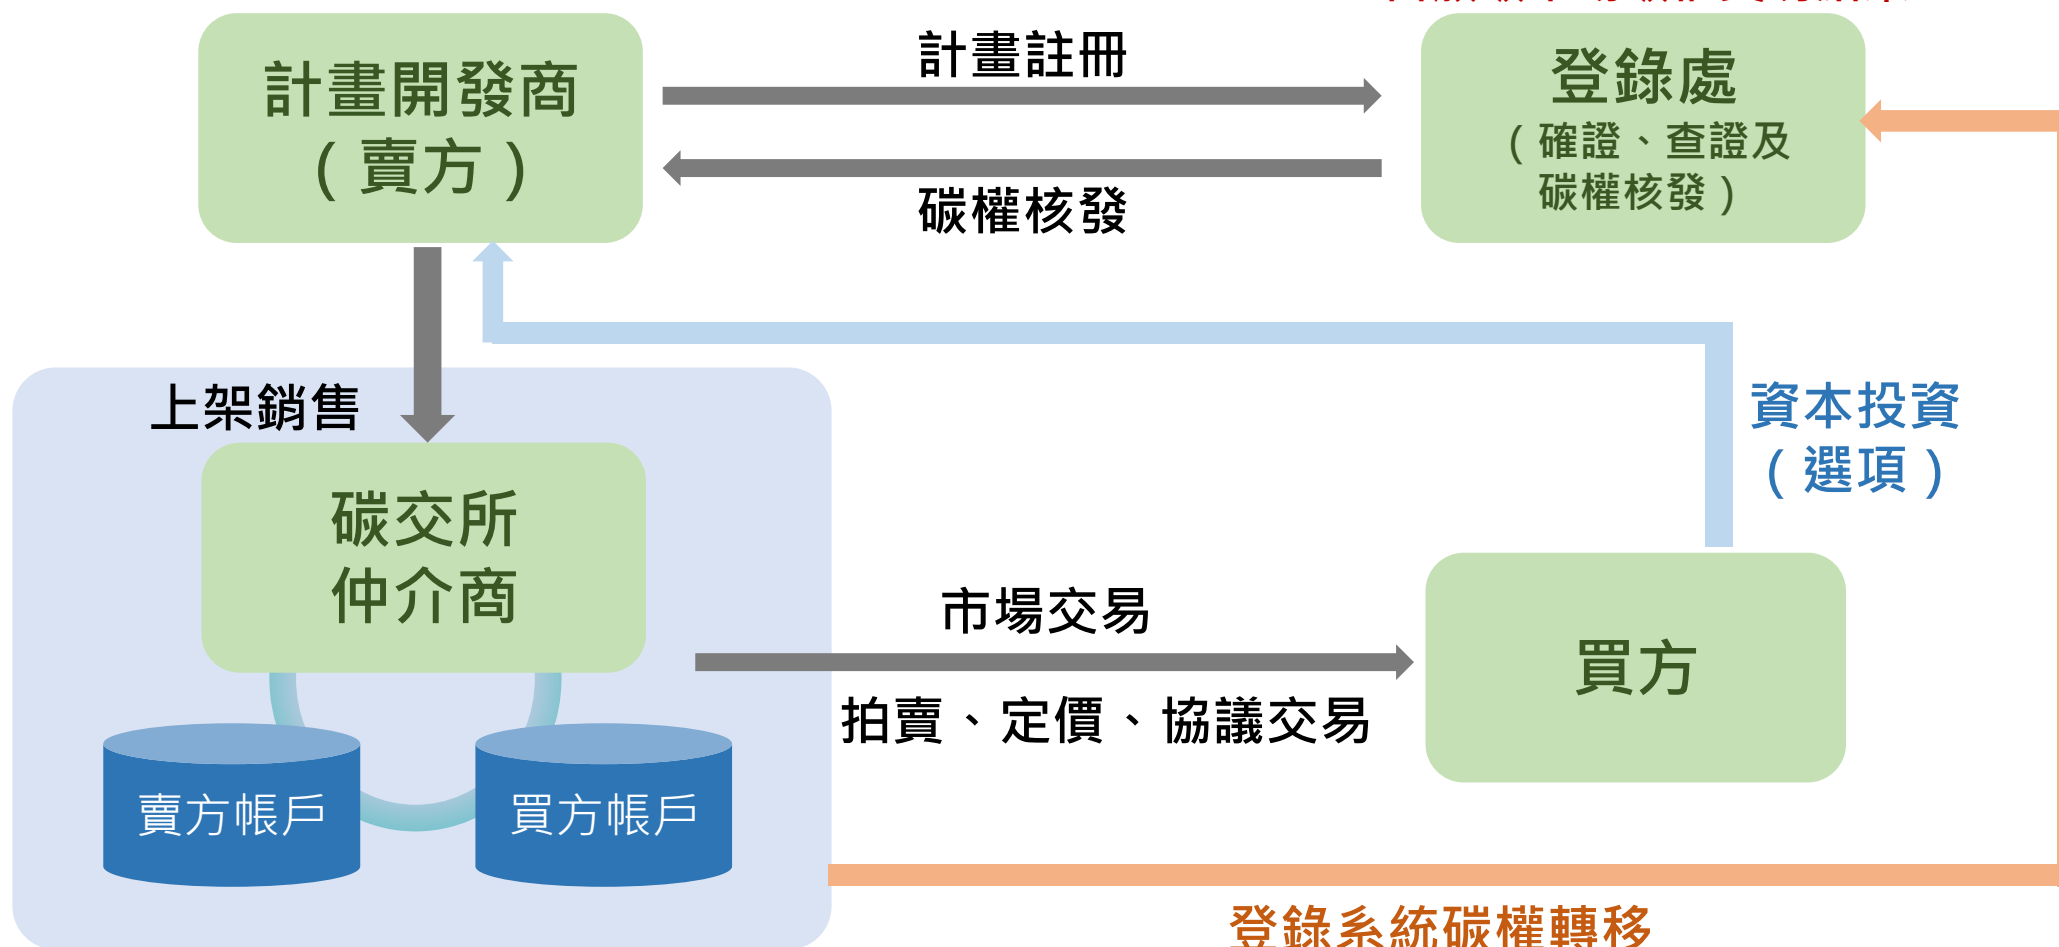 計畫開發商
（賣方）
計畫註冊
碳權核發
登錄處
（確證、查證及
碳權核發）
上架銷售
碳交所
仲介商
資本投資
（選項）
市場交易
拍賣、定價、協議交易
買方
賣方帳戶
買方帳戶
登錄系統碳權轉移